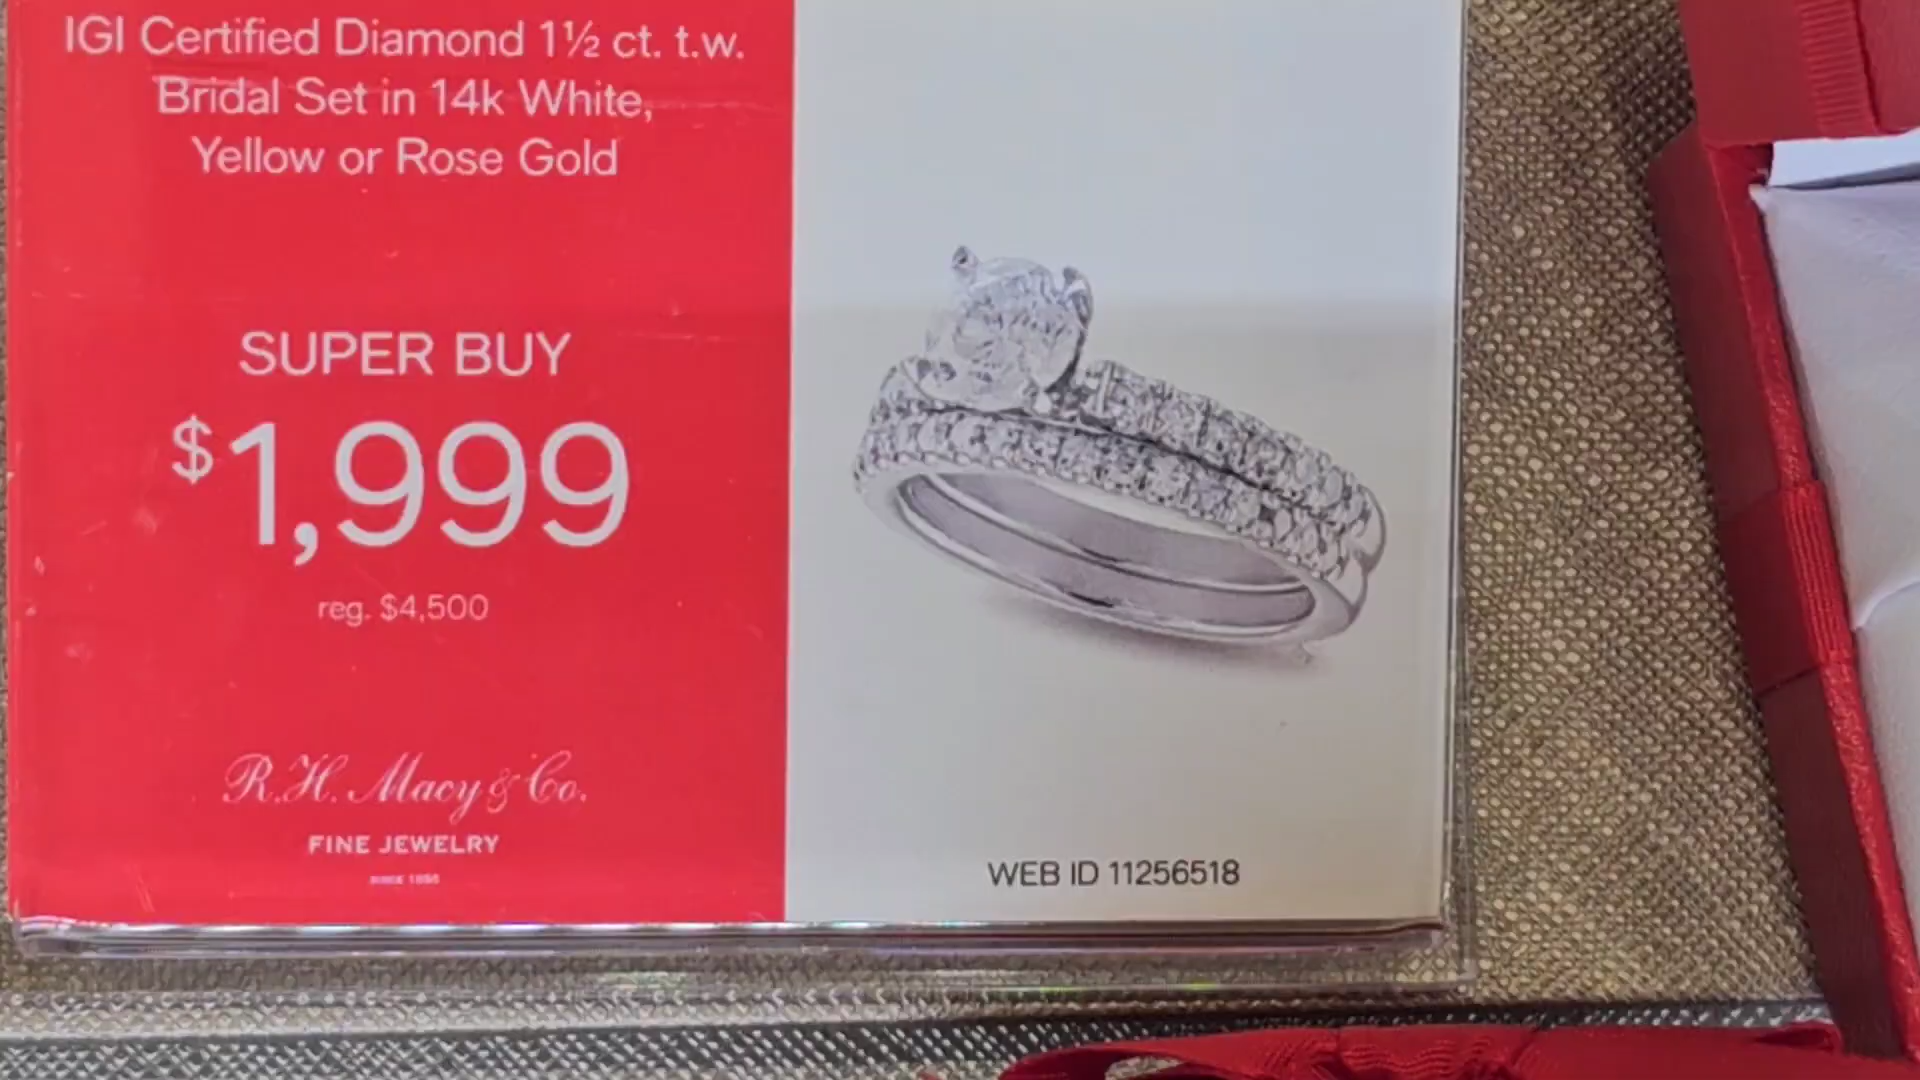 IGI Certified Diamond 1½ ct. t.w.
Bridal Set in 14k White,
Yellow or Rose Gold
SUPER BUY
$1,999
reg. $4,500
R.H. Macy & Co.
FINE JEWELRY
WEB ID 11256518